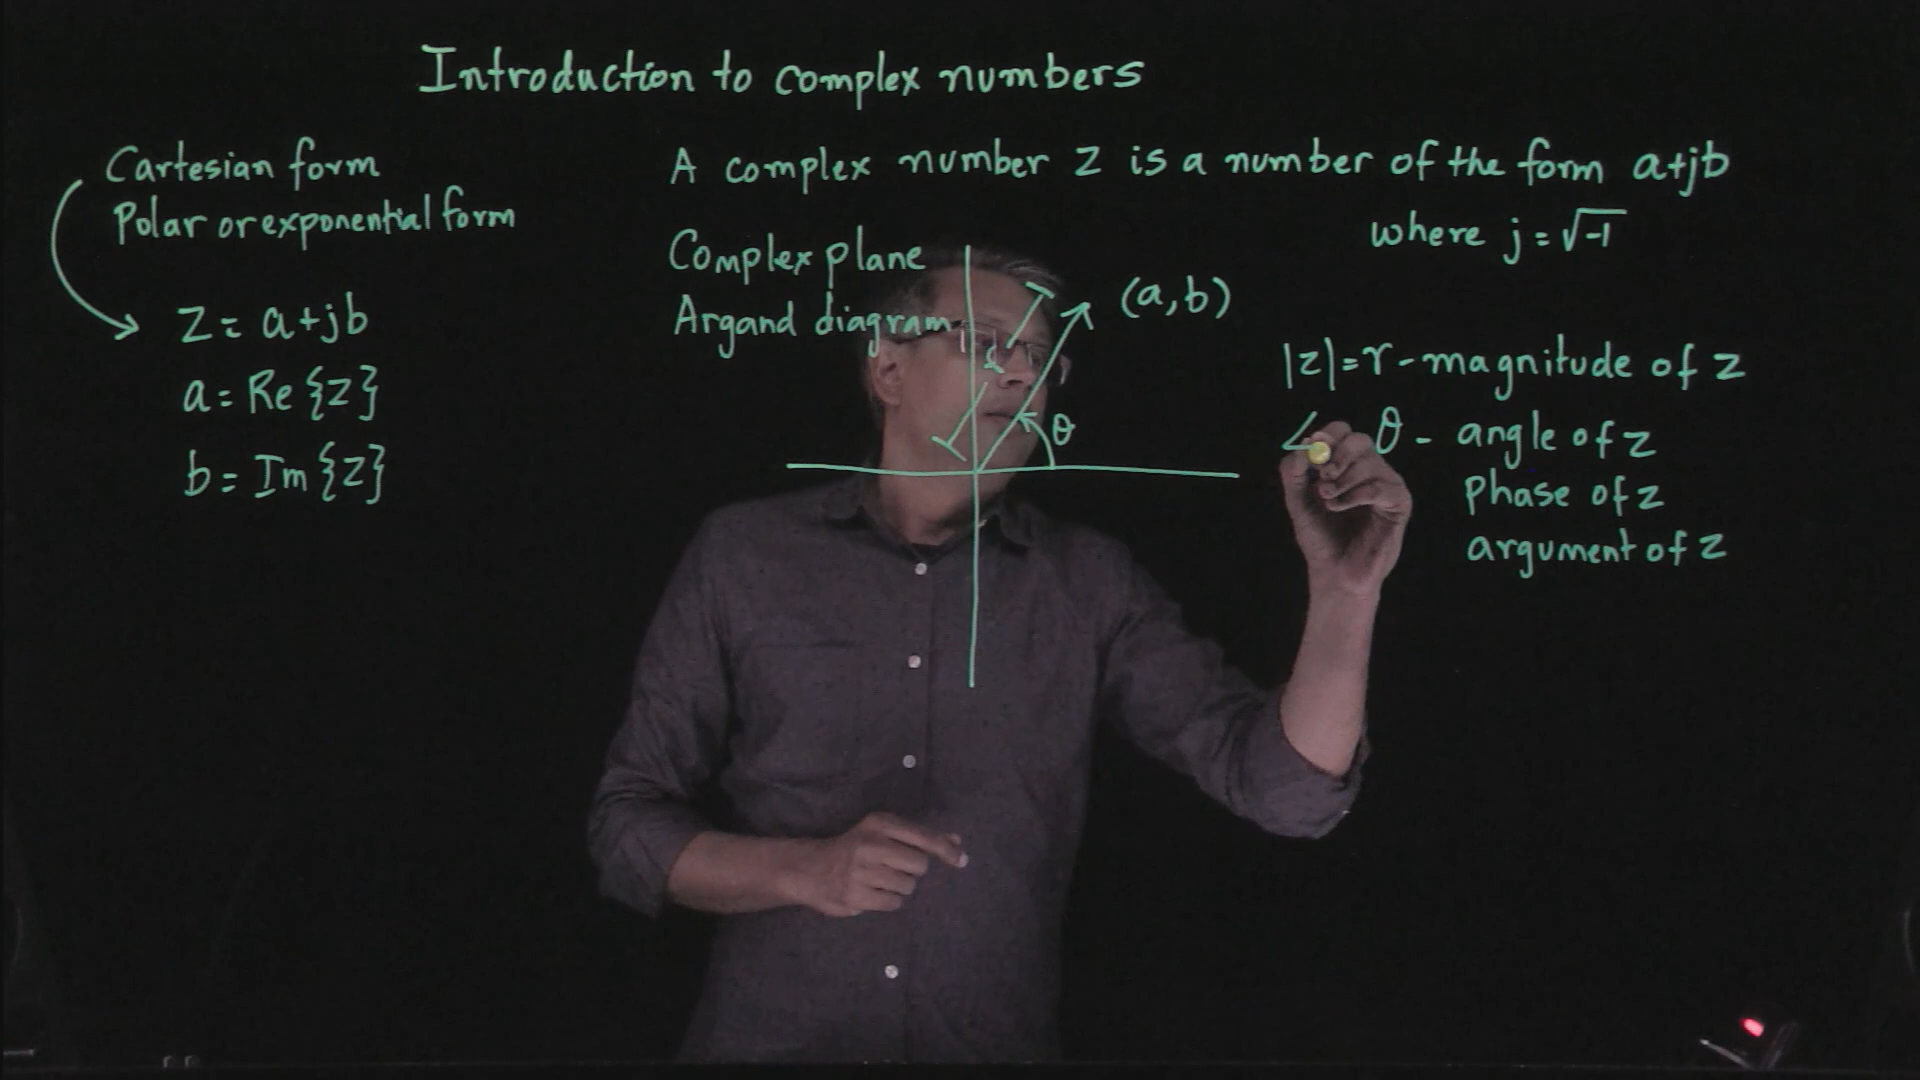 Introduction to complex numbers
Cartesian form
Polar or exponential form
z = a+jb
a = Re{z}
b = Im{z}
A complex number z is a number of the form a+jb
where j = √-1
Complex plane
Argand diagram
(a,b)
r
θ
|z|=r - magnitude of z
∠ θ - angle of z
phase of z
argument of z